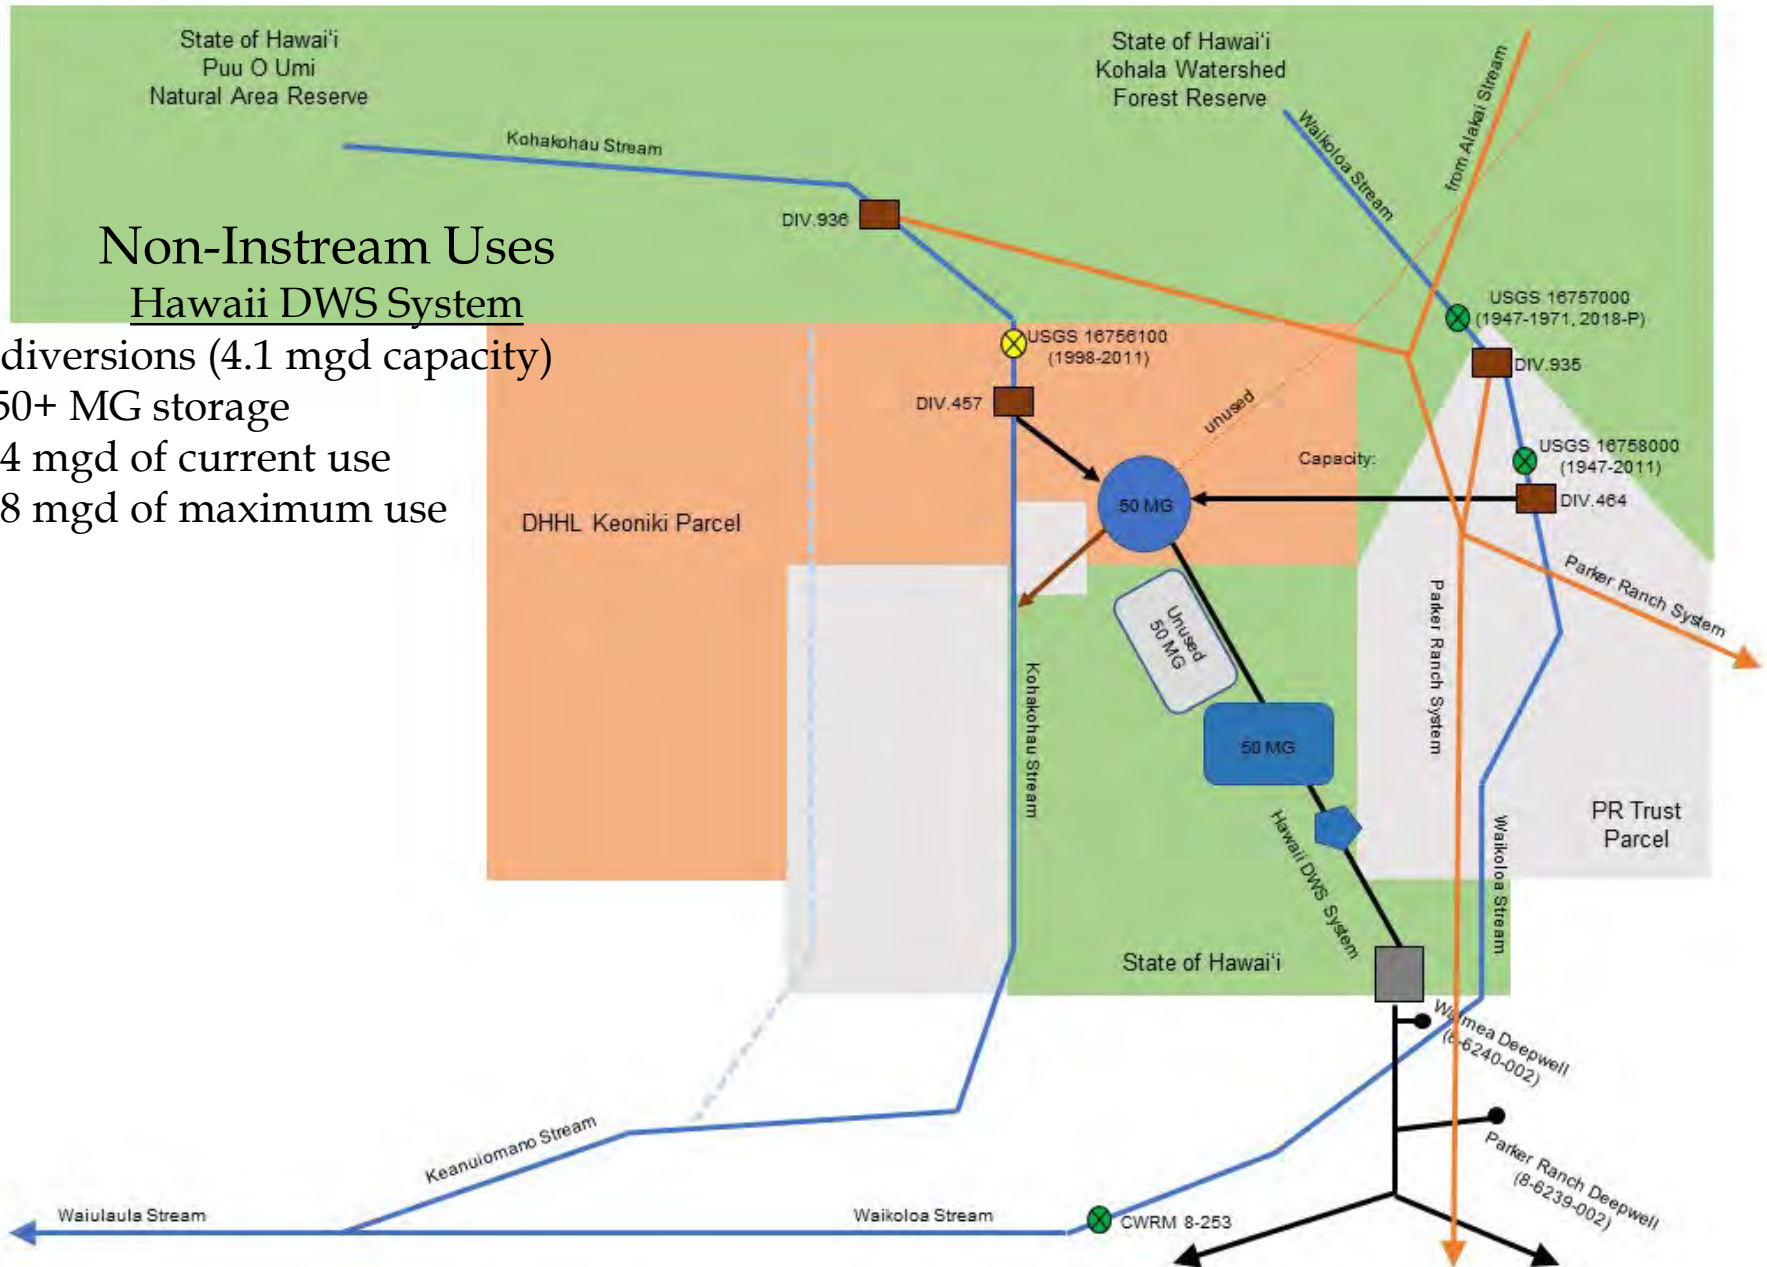 State of Hawai‘i
Puu O Umi
Natural Area Reserve
State of Hawai‘i
Kohala Watershed
Forest Reserve
from Alakai Stream
Kohakohau Stream
Waikoloa Stream
DIV.936
Non-Instream Uses
Hawaii DWS System
diversions (4.1 mgd capacity)
50+ MG storage
4 mgd of current use
8 mgd of maximum use
USGS 16757000
(1947-1971, 2018-P)
USGS 16756100
(1998-2011)
DIV.935
DIV.457
unused
USGS 16758000
(1947-2011)
Capacity:
DIV.464
50 MG
DHHL Keoniki Parcel
Parker Ranch System
Parker Ranch System
Unused
50 MG
Kohakohau Stream
50 MG
PR Trust
Parcel
Hawaii DWS System
Waikoloa Stream
State of Hawai‘i
Waimea Deepwell
(8-6240-002)
Parker Ranch Deepwell
(8-6239-002)
Keanuiomano Stream
Waiulaula Stream
Waikoloa Stream
CWRM 8-253